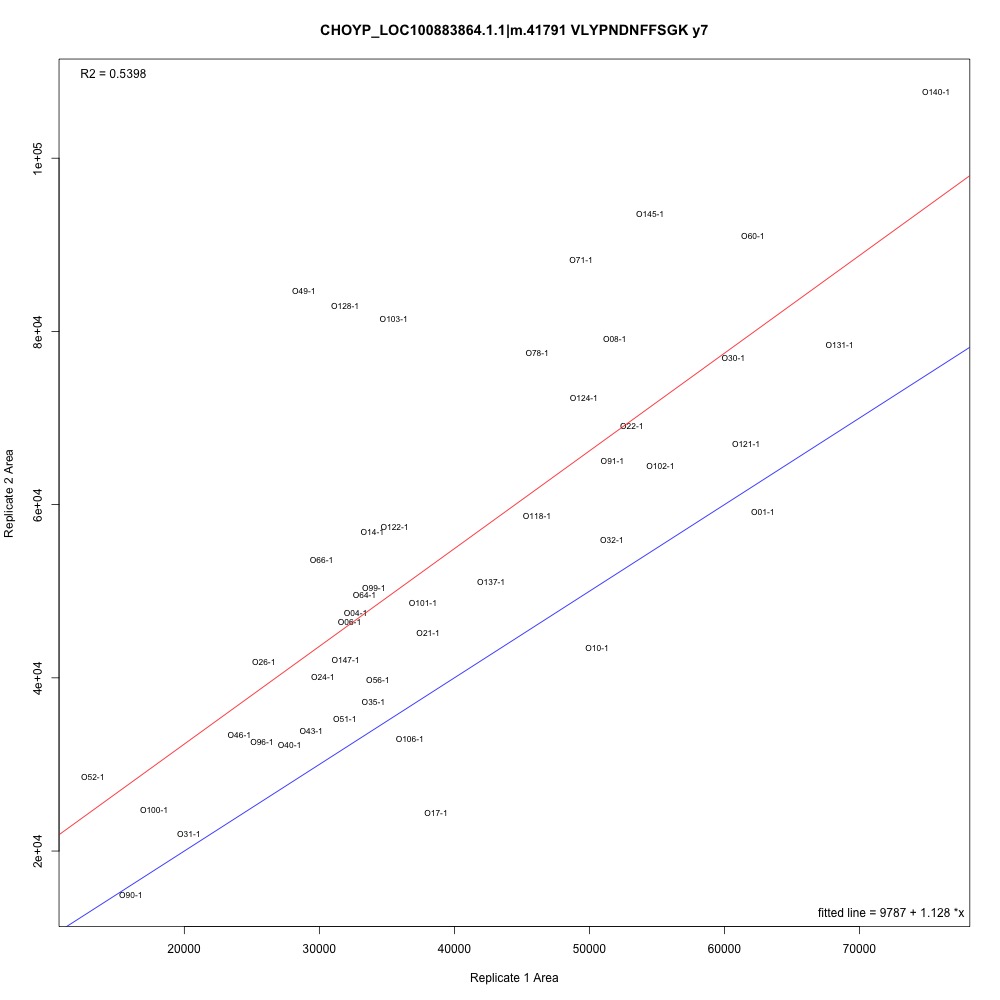 CHOYP_LOC100883864.1.1|m.41791 VLYPNDNFFSGK y7
R2 = 0.5398
O140-1
1e+05
O145-1
O60-1
O71-1
O49-1
O128-1
O103-1
8e+04
O08-1
O131-1
O78-1
O30-1
O124-1
O22-1
O121-1
O91-1
O102-1
Replicate 2 Area
6e+04
O01-1
O118-1
O122-1
O14-1
O32-1
O66-1
O137-1
O99-1
O64-1
O101-1
O04-1
O06-1
O21-1
O10-1
O26-1
O147-1
4e+04
O24-1
O56-1
O35-1
O51-1
O43-1
O46-1
O106-1
O96-1
O40-1
O52-1
O100-1
O17-1
O31-1
2e+04
O90-1
fitted line = 9787 + 1.128 *x
20000 30000 40000 50000 60000 70000
Replicate 1 Area